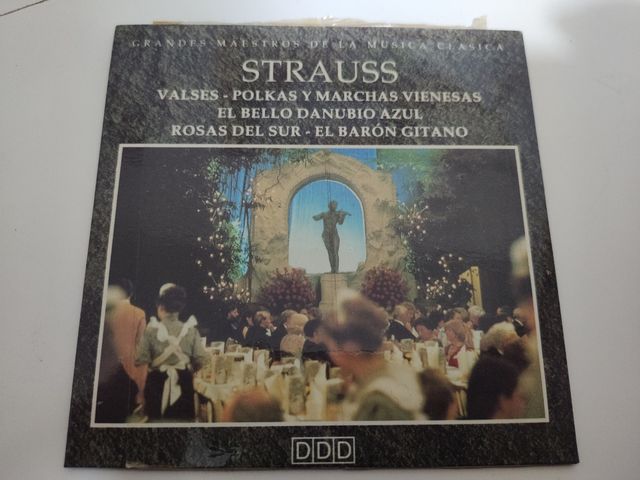 GRANDES MAESTROS DE LA MUSICA CLASICA
STRAUSS
VALSES - POLKAS Y MARCHAS VIENESAS
EL BELLO DANUBIO AZUL
ROSAS DEL SUR - EL BARÓN GITANO
DDD